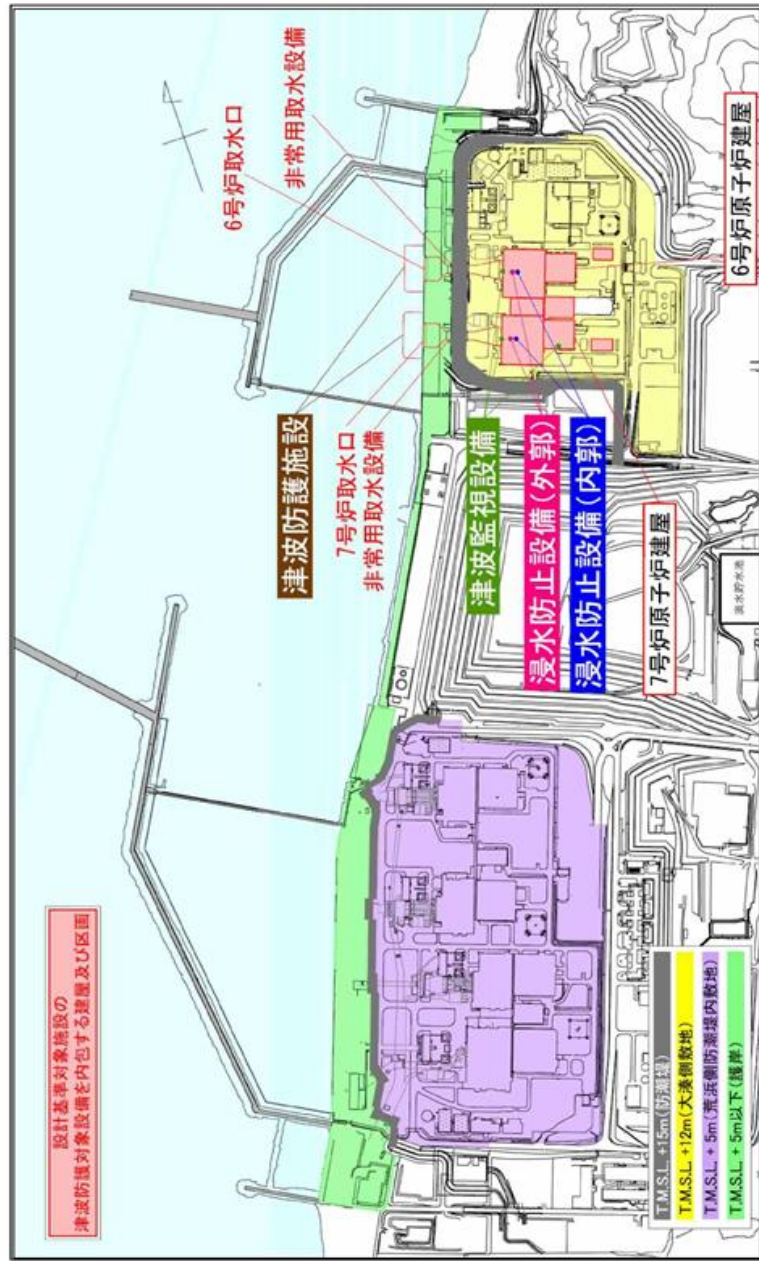 設計基準対象施設の
津波防護対象設備を内包する建屋及び区画
津波防護施設
7号炉取水口
非常用取水設備
6号炉取水口
非常用取水設備
津波監視設備
浸水防止設備(外郭)
浸水防止設備(内郭)
7号炉原子炉建屋
6号炉原子炉建屋
淡水貯水池
T.M.S.L. +15m(防潮堤)
T.M.S.L. +12m(大湊側敷地)
T.M.S.L. + 5m(荒浜側防潮堤内敷地)
T.M.S.L. + 5m以下(護岸)